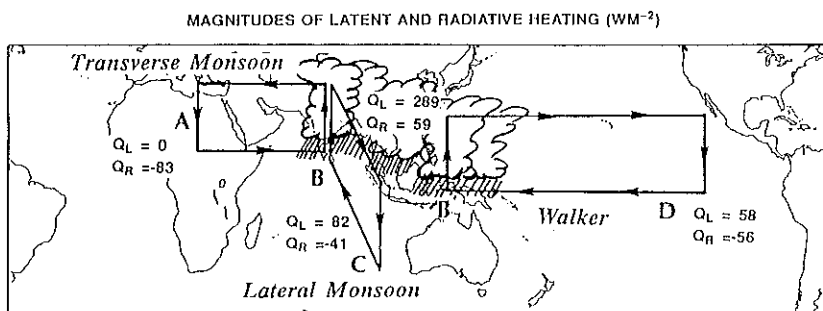 MAGNITUDES OF LATENT AND RADIATIVE HEATING (WM⁻²)
Transverse Monsoon
A
Q_L = 0
Q_R = -83
Q_L = 289
Q_R = 59
B
B
Q_L = 82
Q_R = -41
C
Lateral Monsoon
Walker
D
Q_L = 58
Q_R = -56